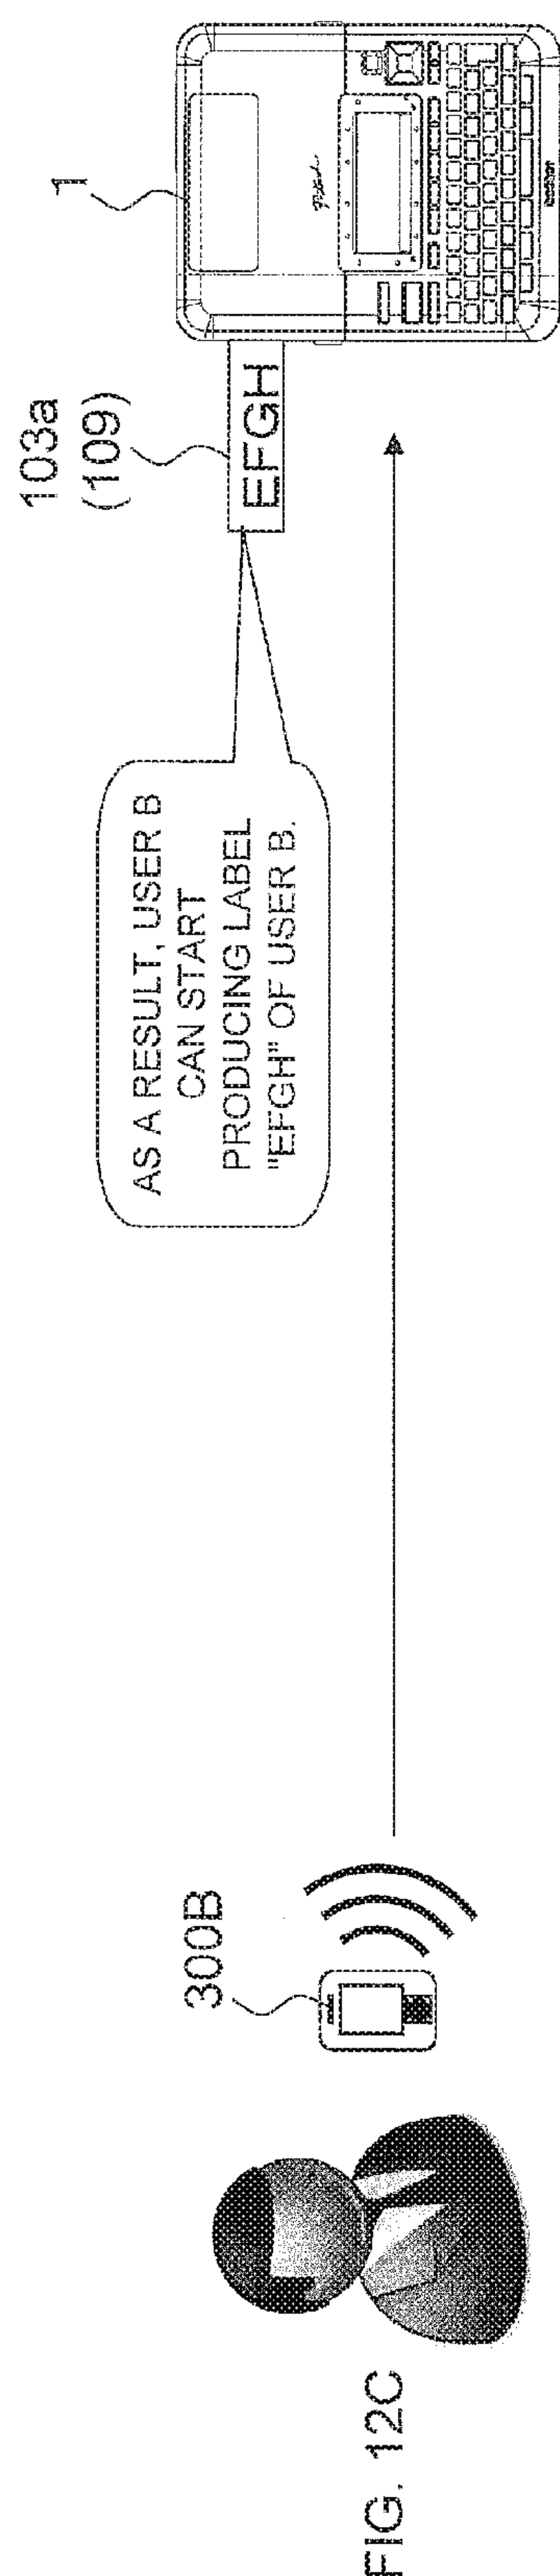 FIG. 12C
300B
AS A RESULT, USER B
CAN START
PRODUCING LABEL
"EFGH" OF USER B.
103a
(109)
EFGH
1